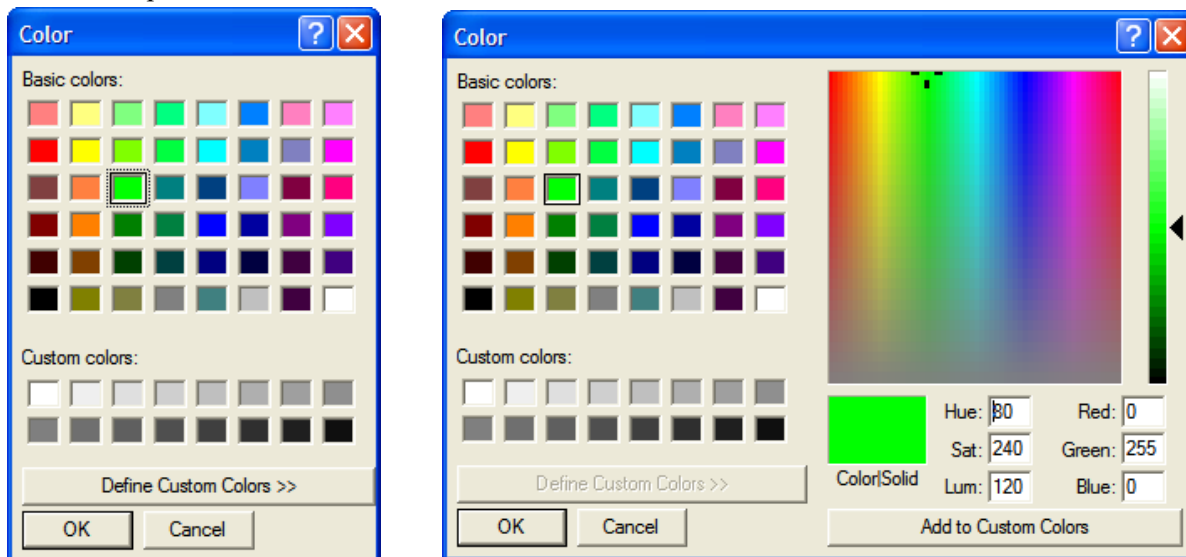 Color
Basic colors:
Custom colors:
Define Custom Colors >>
OK Cancel
Color
Basic colors:
Custom colors:
Define Custom Colors >>
OK Cancel
Color|Solid
Hue: 80 Red: 0
Sat: 240 Green: 255
Lum: 120 Blue: 0
Add to Custom Colors